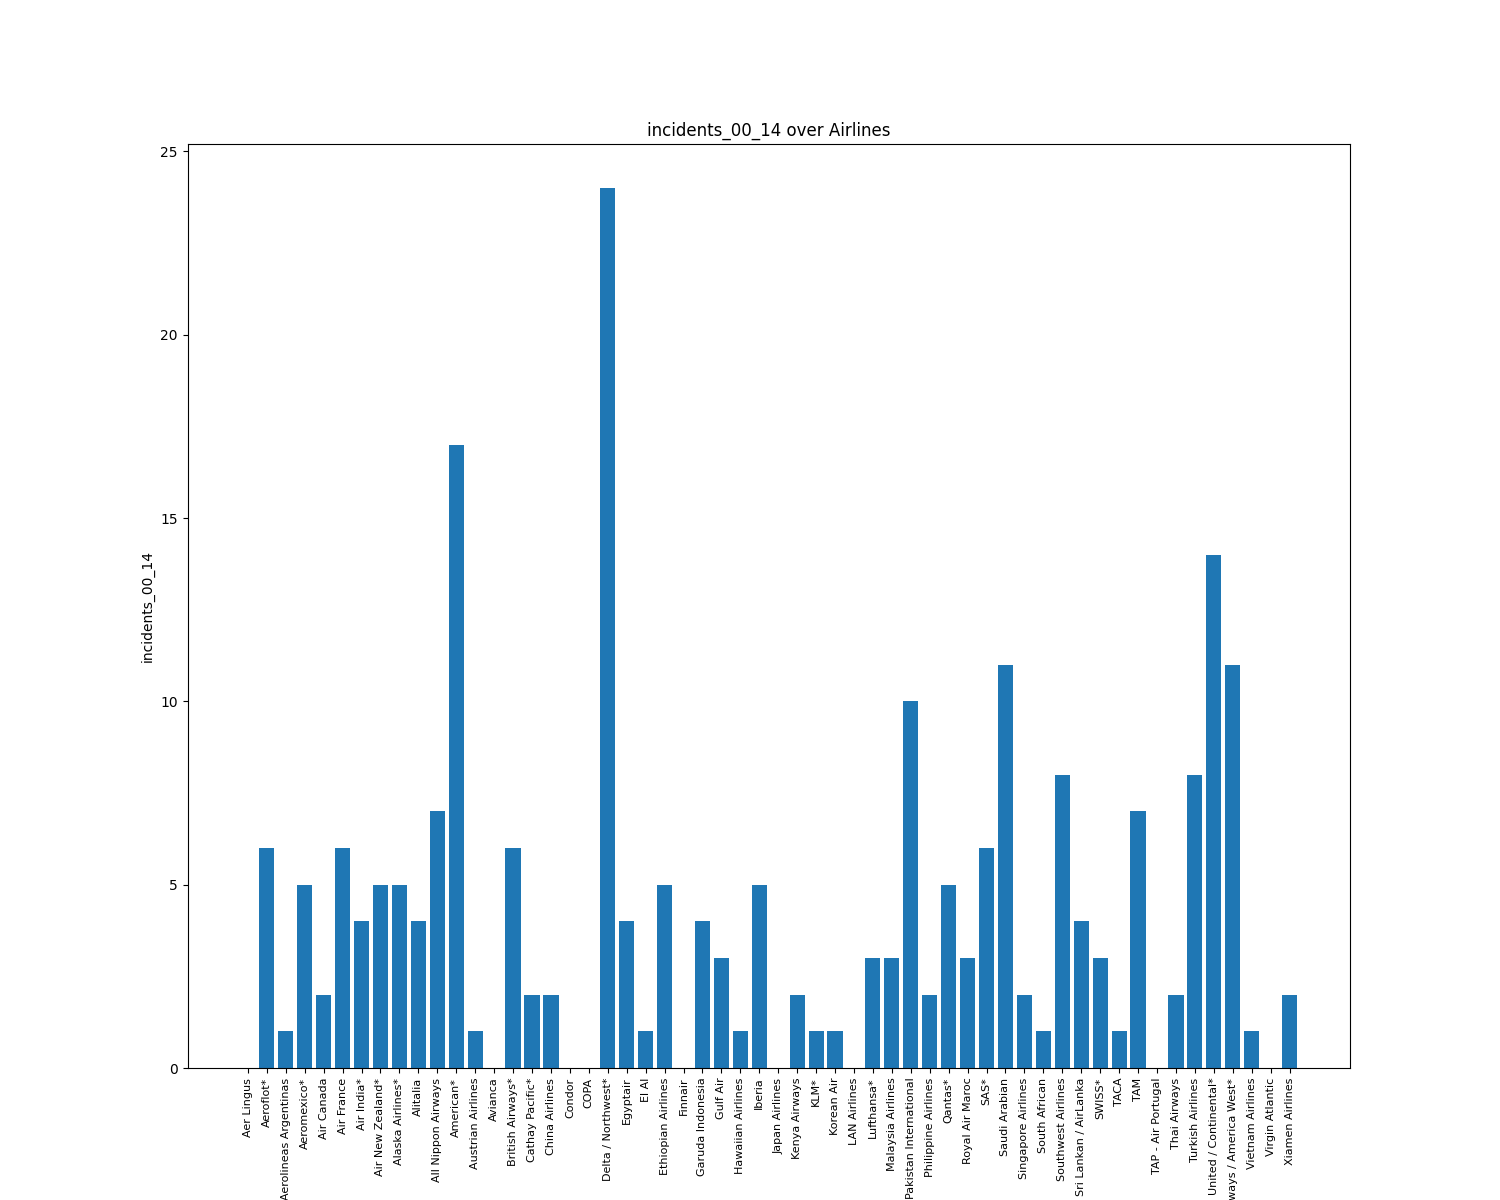 incidents_00_14 over Airlines
incidents_00_14
25
20
15
10
5
0
Aer Lingus
Aeroflot*
Aerolineas Argentinas
Aeromexico*
Air Canada
Air France
Air India*
Air New Zealand*
Alaska Airlines*
Alitalia
All Nippon Airways
American*
Austrian Airlines
Avianca
British Airways*
Cathay Pacific*
China Airlines
Condor
COPA
Delta / Northwest*
Egyptair
El Al
Ethiopian Airlines
Finnair
Garuda Indonesia
Gulf Air
Hawaiian Airlines
Iberia
Japan Airlines
Kenya Airways
KLM*
Korean Air
LAN Airlines
Lufthansa*
Malaysia Airlines
Pakistan International
Philippine Airlines
Qantas*
Royal Air Maroc
SAS*
Saudi Arabian
Singapore Airlines
South African
Southwest Airlines
Sri Lankan / AirLanka
SWISS*
TACA
TAM
TAP - Air Portugal
Thai Airways
Turkish Airlines
United / Continental*
ways / America West*
Vietnam Airlines
Virgin Atlantic
Xiamen Airlines